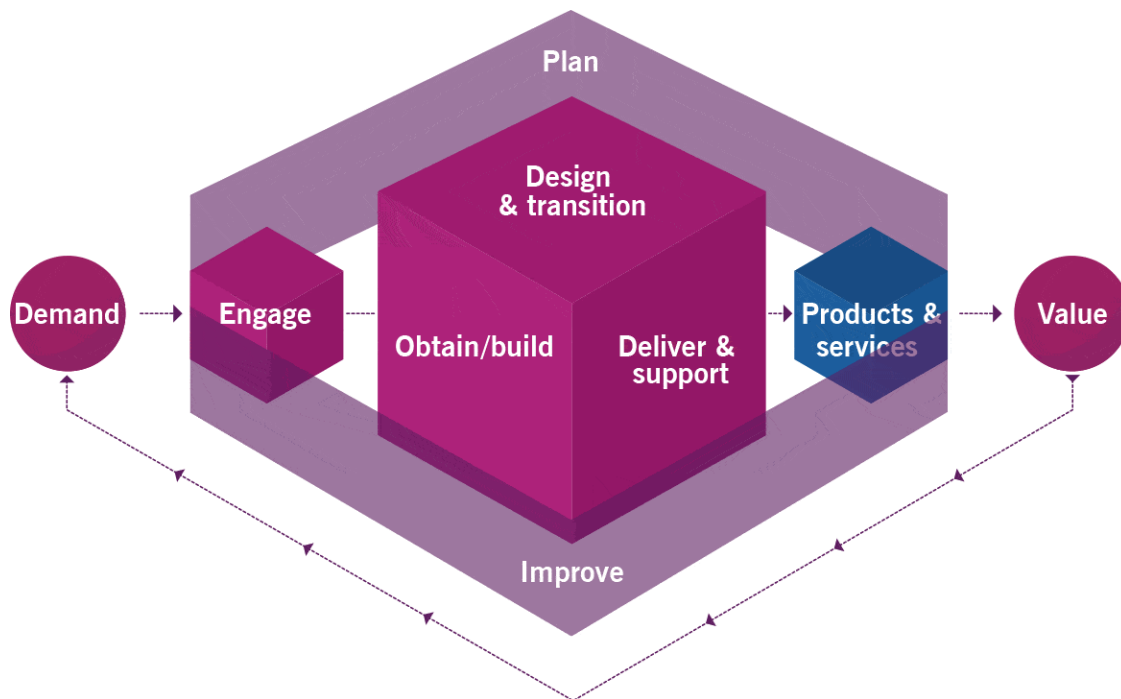 Plan
Design
& transition
Demand
Engage
Obtain/build
Deliver &
support
Products &
services
Value
Improve